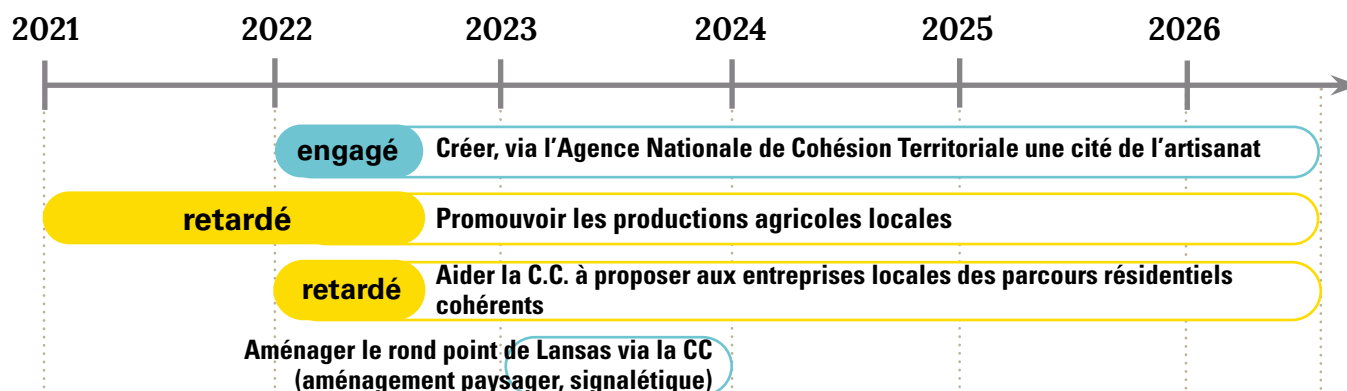 2021 2022 2023 2024 2025 2026
engagé Créer, via l'Agence Nationale de Cohésion Territoriale une cité de l'artisanat
retardé Promouvoir les productions agricoles locales
retardé Aider la C.C. à proposer aux entreprises locales des parcours résidentiels
cohérents
Aménager le rond point de Lansas via la CC
(aménagement paysager, signalétique)